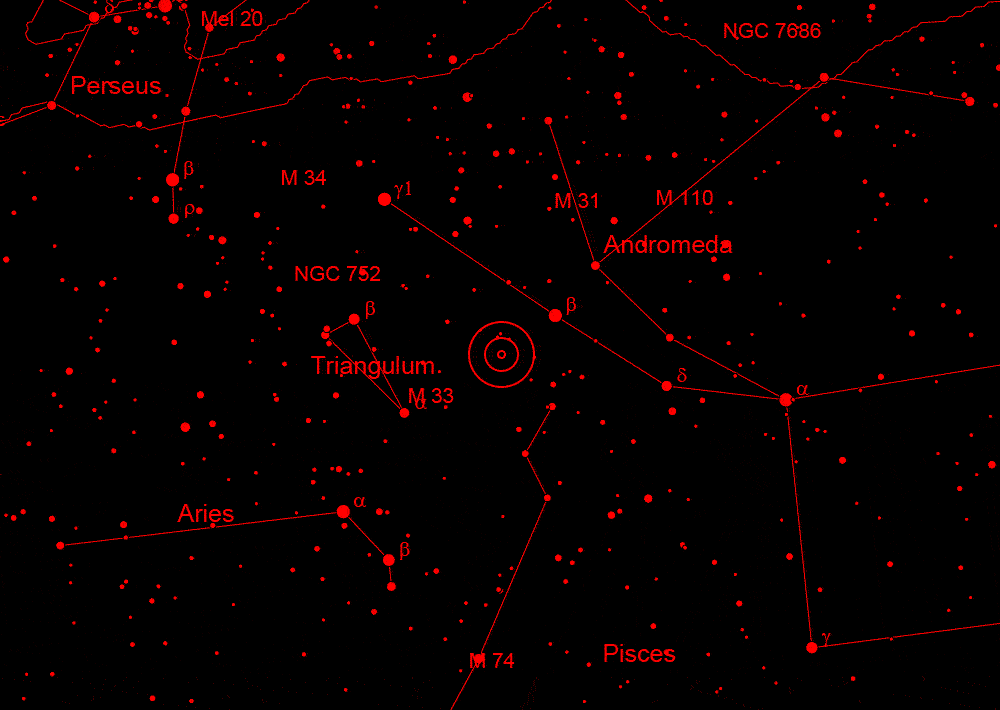 δ
Mel 20
NGC 7686
Perseus
β
M 34
γ1
M 31
M 110
ρ
Andromeda
NGC 752
β
β
Triangulum
δ
α
M 33
α
α
Aries
β
γ
Pisces
M 74